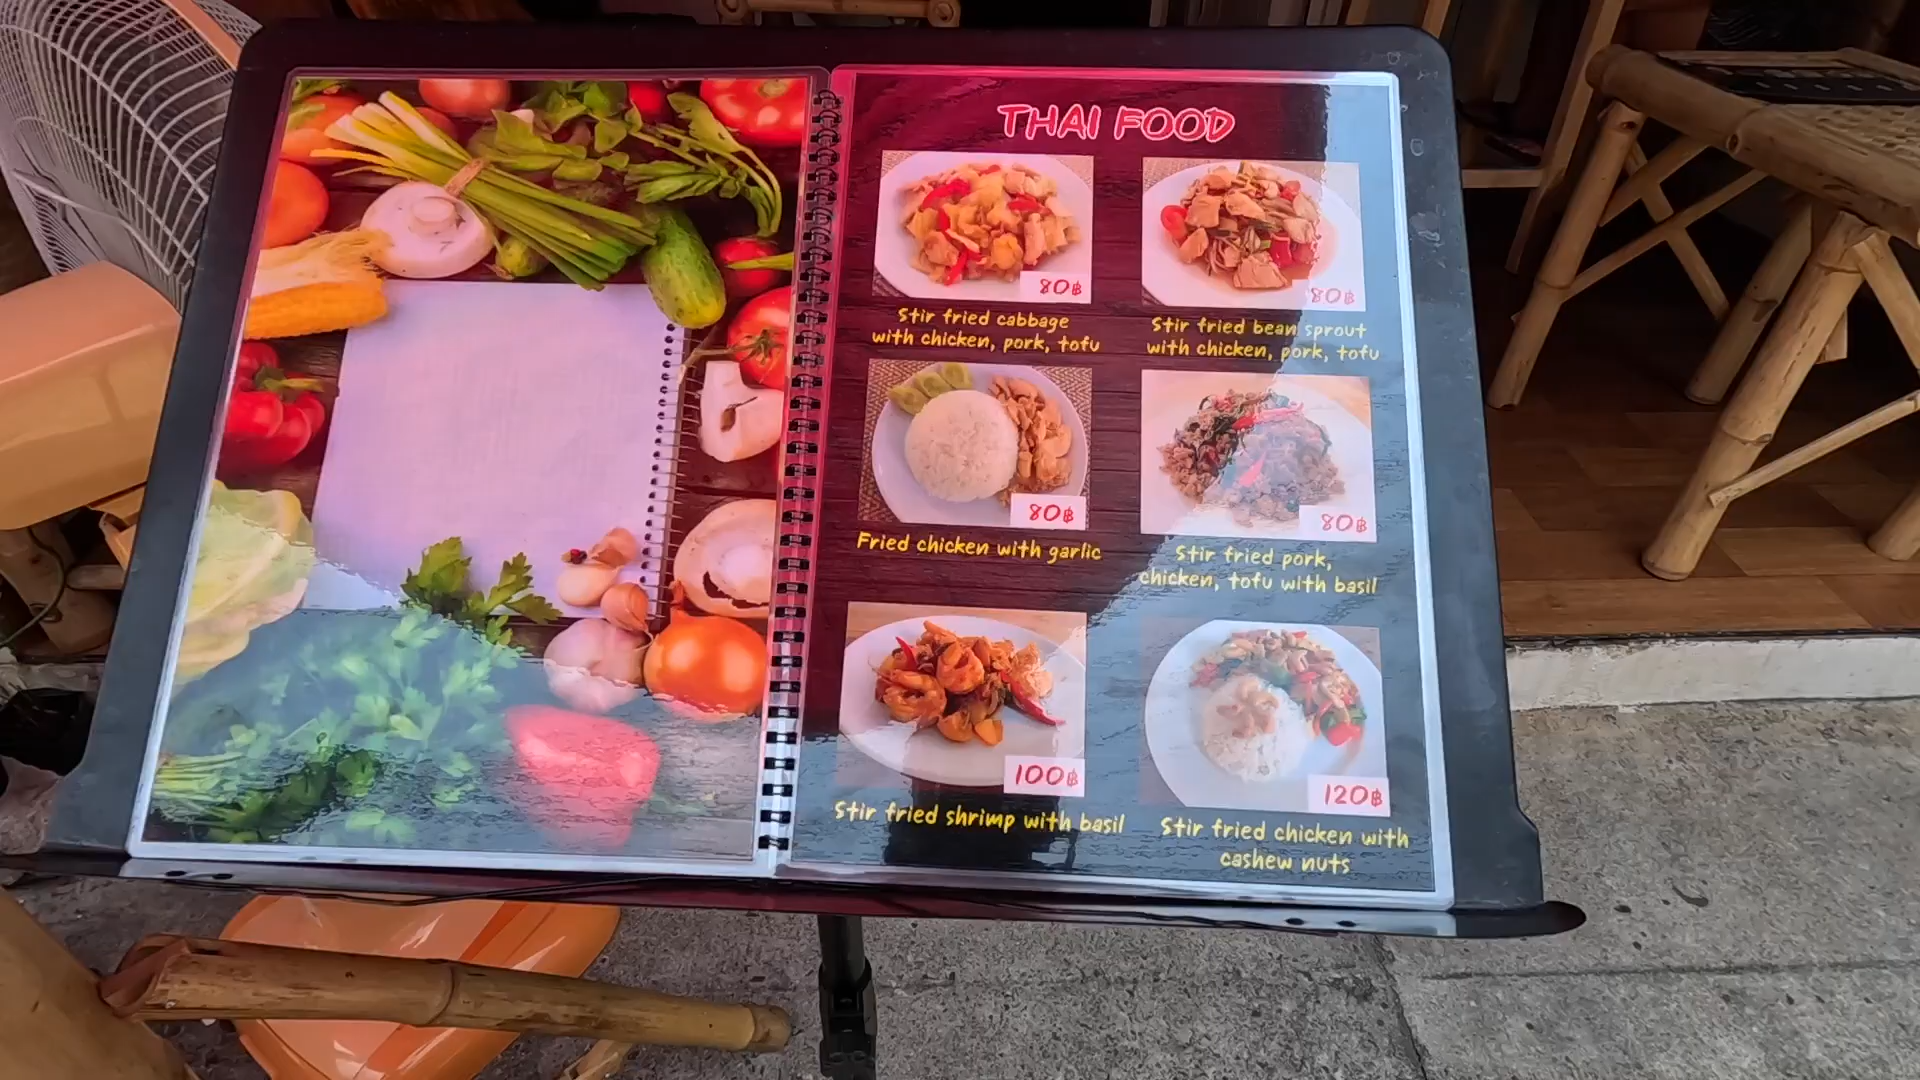 THAI FOOD
80฿
80฿
Stir fried cabbage
with chicken, pork, tofu
Stir fried bean sprout
with chicken, pork, tofu
80฿
80฿
Fried chicken with garlic
Stir fried pork,
chicken, tofu with basil
100฿
120฿
Stir fried shrimp with basil
Stir fried chicken with
cashew nuts